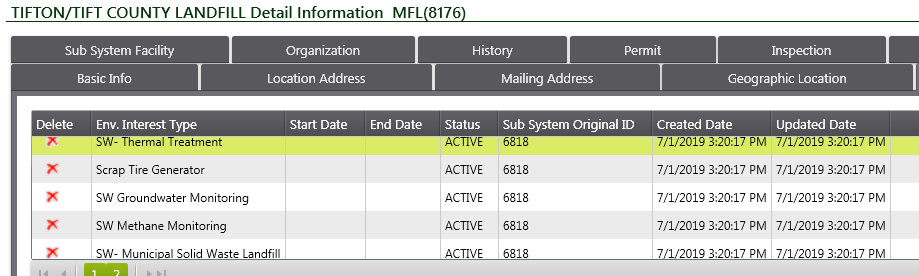 TIFTON/TIFT COUNTY LANDFILL Detail Information MFL(8176)
Sub System Facility Organization History Permit Inspection
Basic Info Location Address Mailing Address Geographic Location
Delete Env. Interest Type Start Date End Date Status Sub System Original ID Created Date Updated Date
SW- Thermal Treatment ACTIVE 6818 7/1/2019 3:20:17 PM 7/1/2019 3:20:17 PM
Scrap Tire Generator ACTIVE 6818 7/1/2019 3:20:17 PM 7/1/2019 3:20:17 PM
SW Groundwater Monitoring ACTIVE 6818 7/1/2019 3:20:17 PM 7/1/2019 3:20:17 PM
SW Methane Monitoring ACTIVE 6818 7/1/2019 3:20:17 PM 7/1/2019 3:20:17 PM
SW- Municipal Solid Waste Landfill ACTIVE 6818 7/1/2019 3:20:17 PM 7/1/2019 3:20:17 PM
1 2